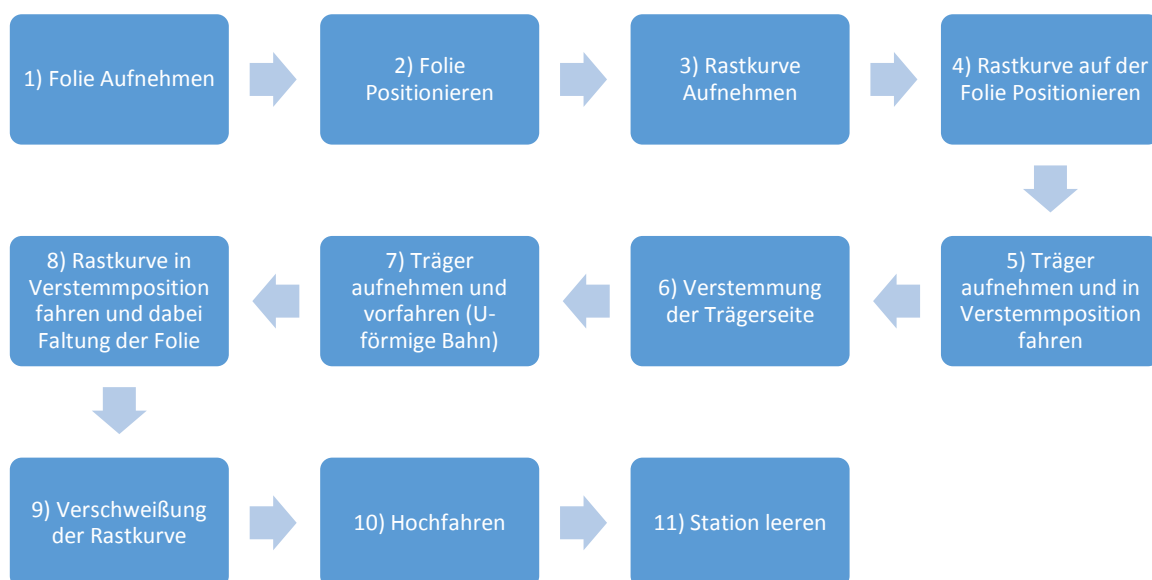 1) Folie Aufnehmen
2) Folie
Positionieren
3) Rastkurve
Aufnehmen
4) Rastkurve auf der
Folie Positionieren
5) Träger
aufnehmen und in
Verstemmposition
fahren
6) Verstemmung
der Trägerseite
7) Träger
aufnehmen und
vorfahren (U-
förmige Bahn)
8) Rastkurve in
Verstemmposition
fahren und dabei
Faltung der Folie
9) Verschweißung
der Rastkurve
10) Hochfahren
11) Station leeren